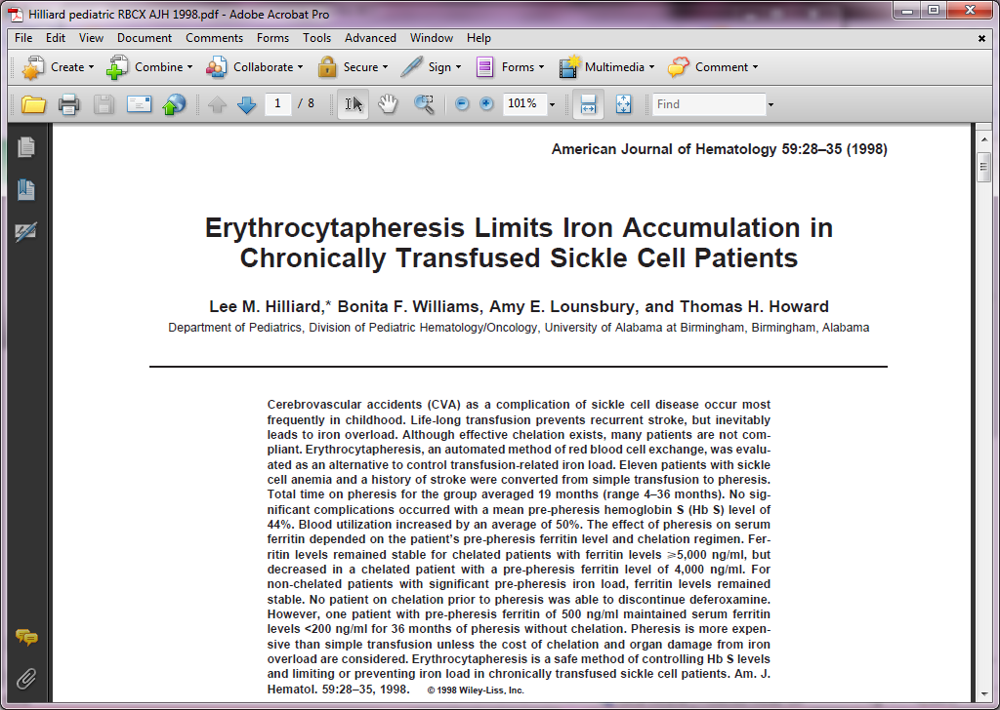 Hilliard pediatric RBCX AJH 1998.pdf - Adobe Acrobat Pro
File Edit View Document Comments Forms Tools Advanced Window Help
Create Combine Collaborate Secure Sign Forms Multimedia Comment
1 / 8 101% Find
American Journal of Hematology 59:28–35 (1998)
Erythrocytapheresis Limits Iron Accumulation in
Chronically Transfused Sickle Cell Patients
Lee M. Hilliard,* Bonita F. Williams, Amy E. Lounsbury, and Thomas H. Howard
Department of Pediatrics, Division of Pediatric Hematology/Oncology, University of Alabama at Birmingham, Birmingham, Alabama
Cerebrovascular accidents (CVA) as a complication of sickle cell disease occur most
frequently in childhood. Life-long transfusion prevents recurrent stroke, but inevitably
leads to iron overload. Although effective chelation exists, many patients are not com-
pliant. Erythrocytapheresis, an automated method of red blood cell exchange, was evalu-
ated as an alternative to control transfusion-related iron load. Eleven patients with sickle
cell anemia and a history of stroke were converted from simple transfusion to pheresis.
Total time on pheresis for the group averaged 19 months (range 4–36 months). No sig-
nificant complications occurred with a mean pre-pheresis hemoglobin S (Hb S) level of
44%. Blood utilization increased by an average of 50%. The effect of pheresis on serum
ferritin depended on the patient's pre-pheresis ferritin level and chelation regimen. Fer-
ritin levels remained stable for chelated patients with ferritin levels ⩾5,000 ng/ml, but
decreased in a chelated patient with a pre-pheresis ferritin level of 4,000 ng/ml. For
non-chelated patients with significant pre-pheresis iron load, ferritin levels remained
stable. No patient on chelation prior to pheresis was able to discontinue deferoxamine.
However, one patient with pre-pheresis ferritin of 500 ng/ml maintained serum ferritin
levels <200 ng/ml for 36 months of pheresis without chelation. Pheresis is more expen-
sive than simple transfusion unless the cost of chelation and organ damage from iron
overload are considered. Erythrocytapheresis is a safe method of controlling Hb S levels
and limiting or preventing iron load in chronically transfused sickle cell patients. Am. J.
Hematol. 59:28–35, 1998. © 1998 Wiley-Liss, Inc.